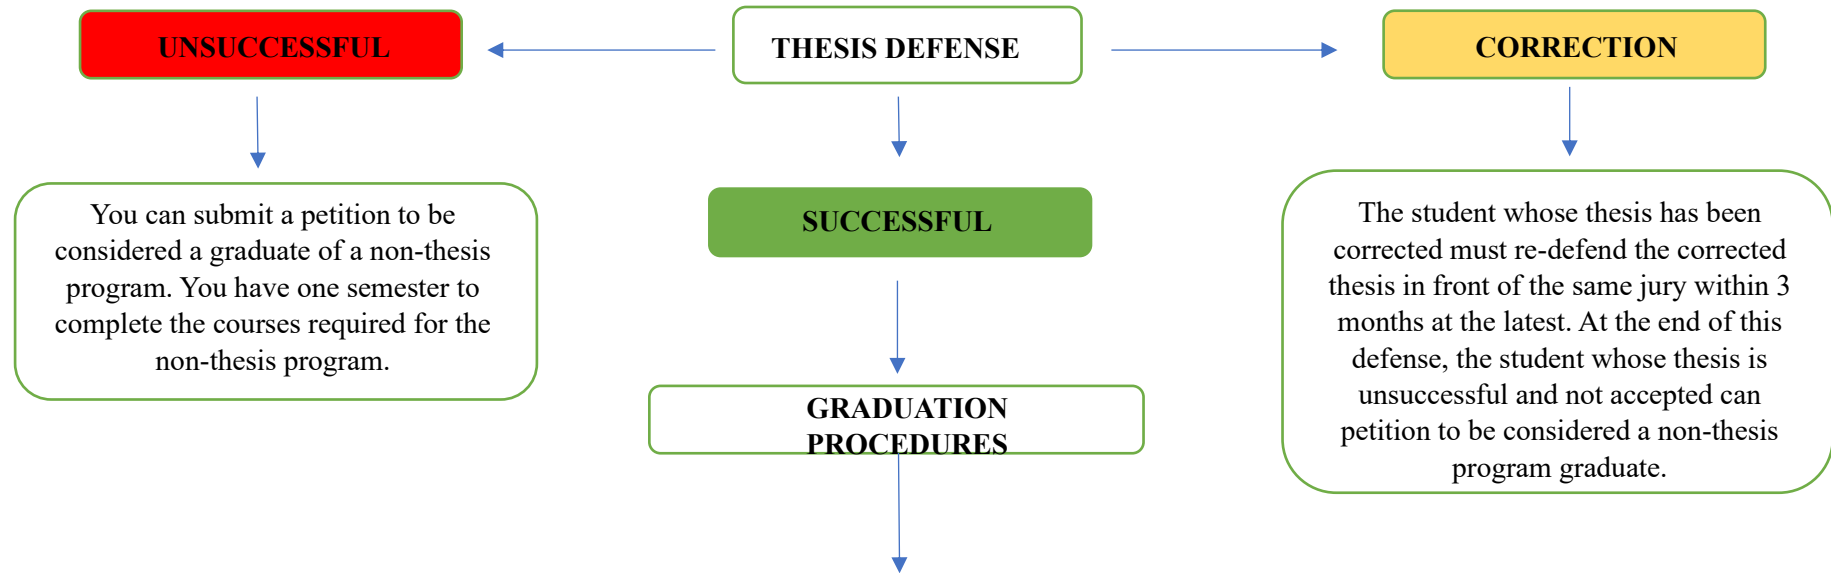 UNSUCCESSFUL
THESIS DEFENSE
CORRECTION
You can submit a petition to be
considered a graduate of a non-thesis
program. You have one semester to
complete the courses required for the
non-thesis program.
SUCCESSFUL
GRADUATION
PROCEDURES
The student whose thesis has been
corrected must re-defend the corrected
thesis in front of the same jury within 3
months at the latest. At the end of this
defense, the student whose thesis is
unsuccessful and not accepted can
petition to be considered a non-thesis
program graduate.